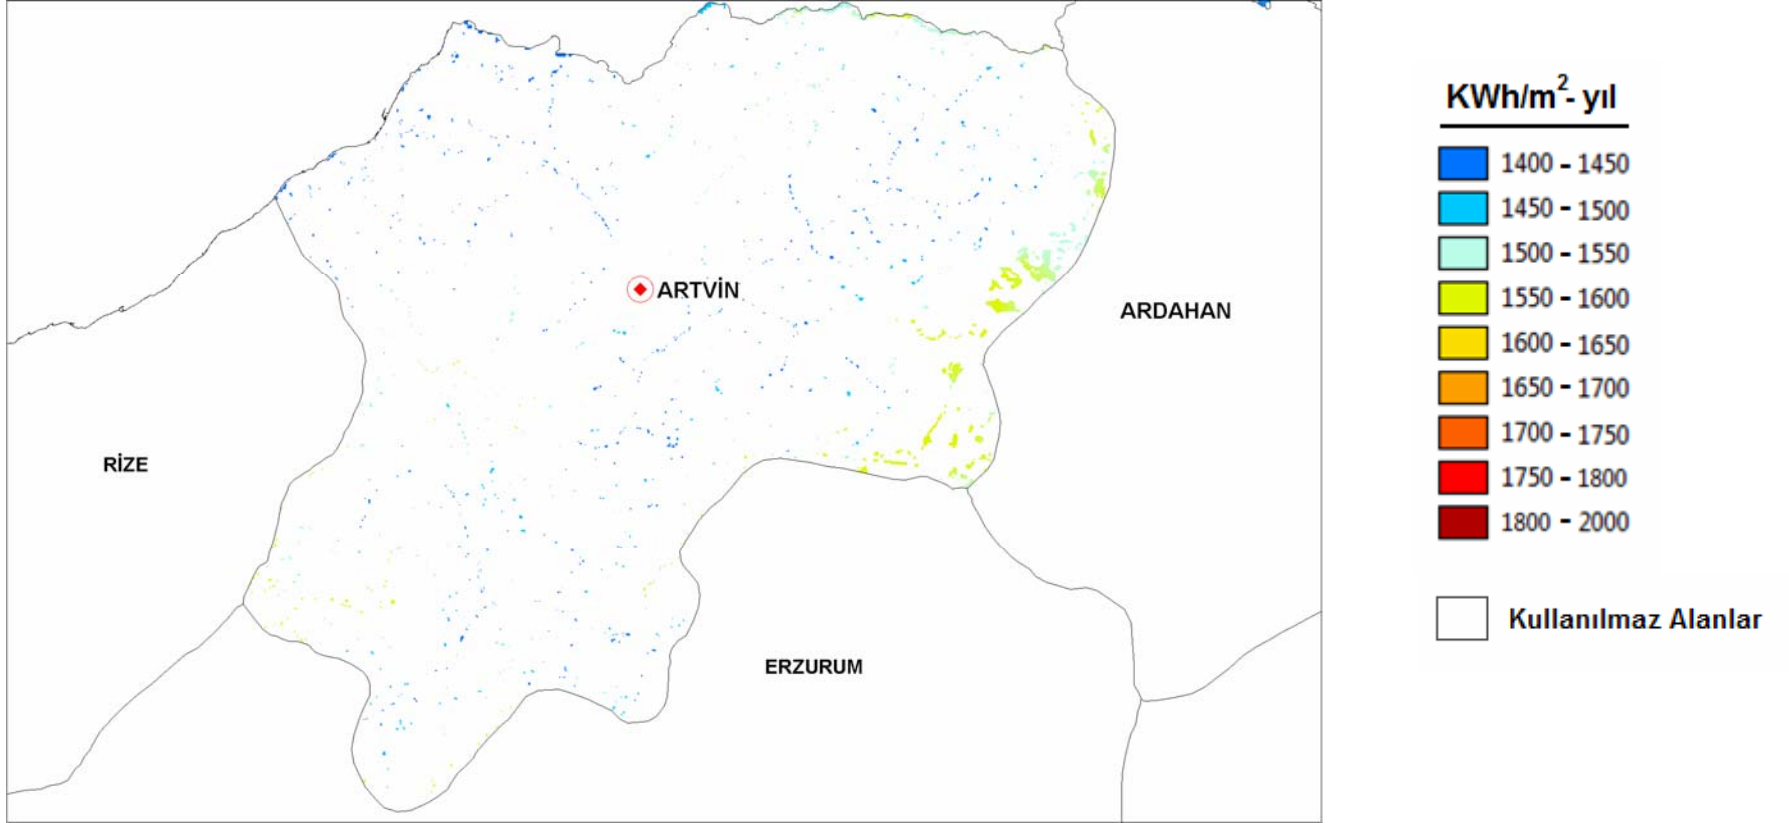 ARTVİN
ARDAHAN
RİZE
ERZURUM
KWh/m²- yıl
1400 - 1450
1450 - 1500
1500 - 1550
1550 - 1600
1600 - 1650
1650 - 1700
1700 - 1750
1750 - 1800
1800 - 2000
Kullanılmaz Alanlar